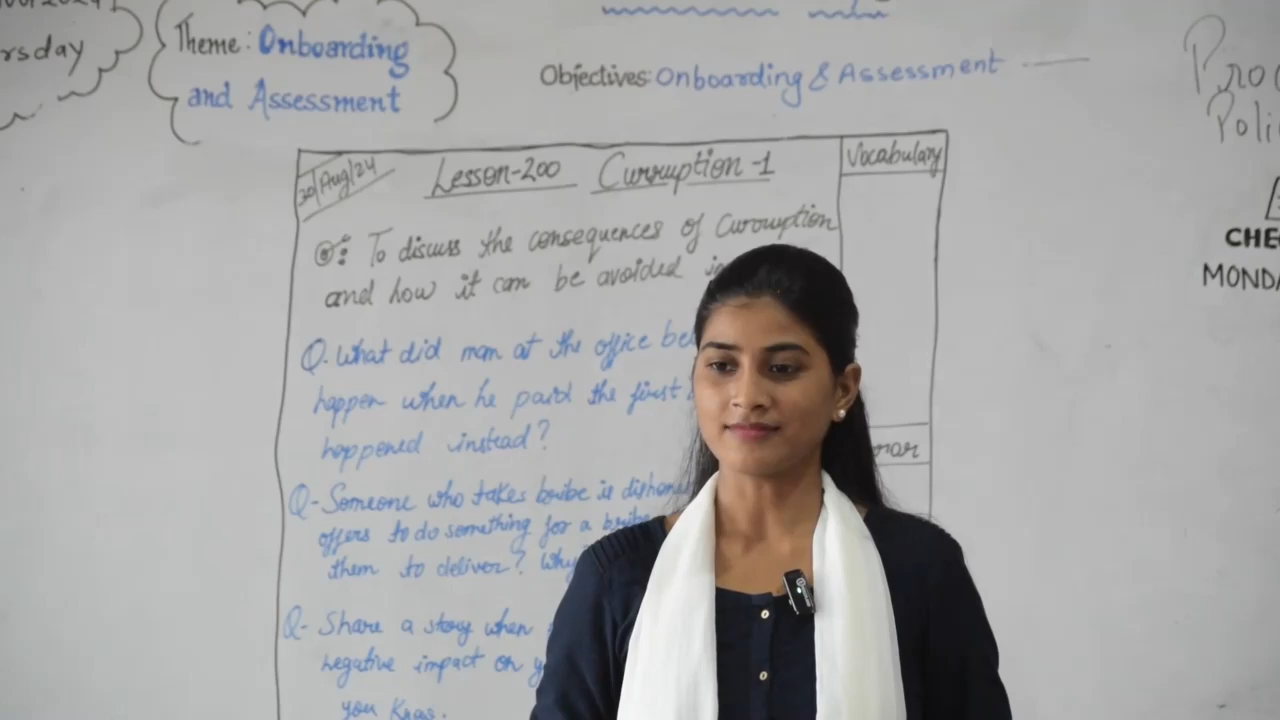 rsday
Theme: Onboarding
and Assessment
Objectives: Onboarding & Assessment
Proc
Poli
30/Aug/24
Lesson-200 Curruption-1
Vocabulary
To discuss the consequences of Curruption
and how it can be avoided in
CHE
MONDA
Q. What did man at the office bel
happen when he paid the first
happened instead?
Q- Someone who takes bribe is dishon
offers to do something for a bribe
them to deliver? Why
Q- Share a story when
negative impact on y
you